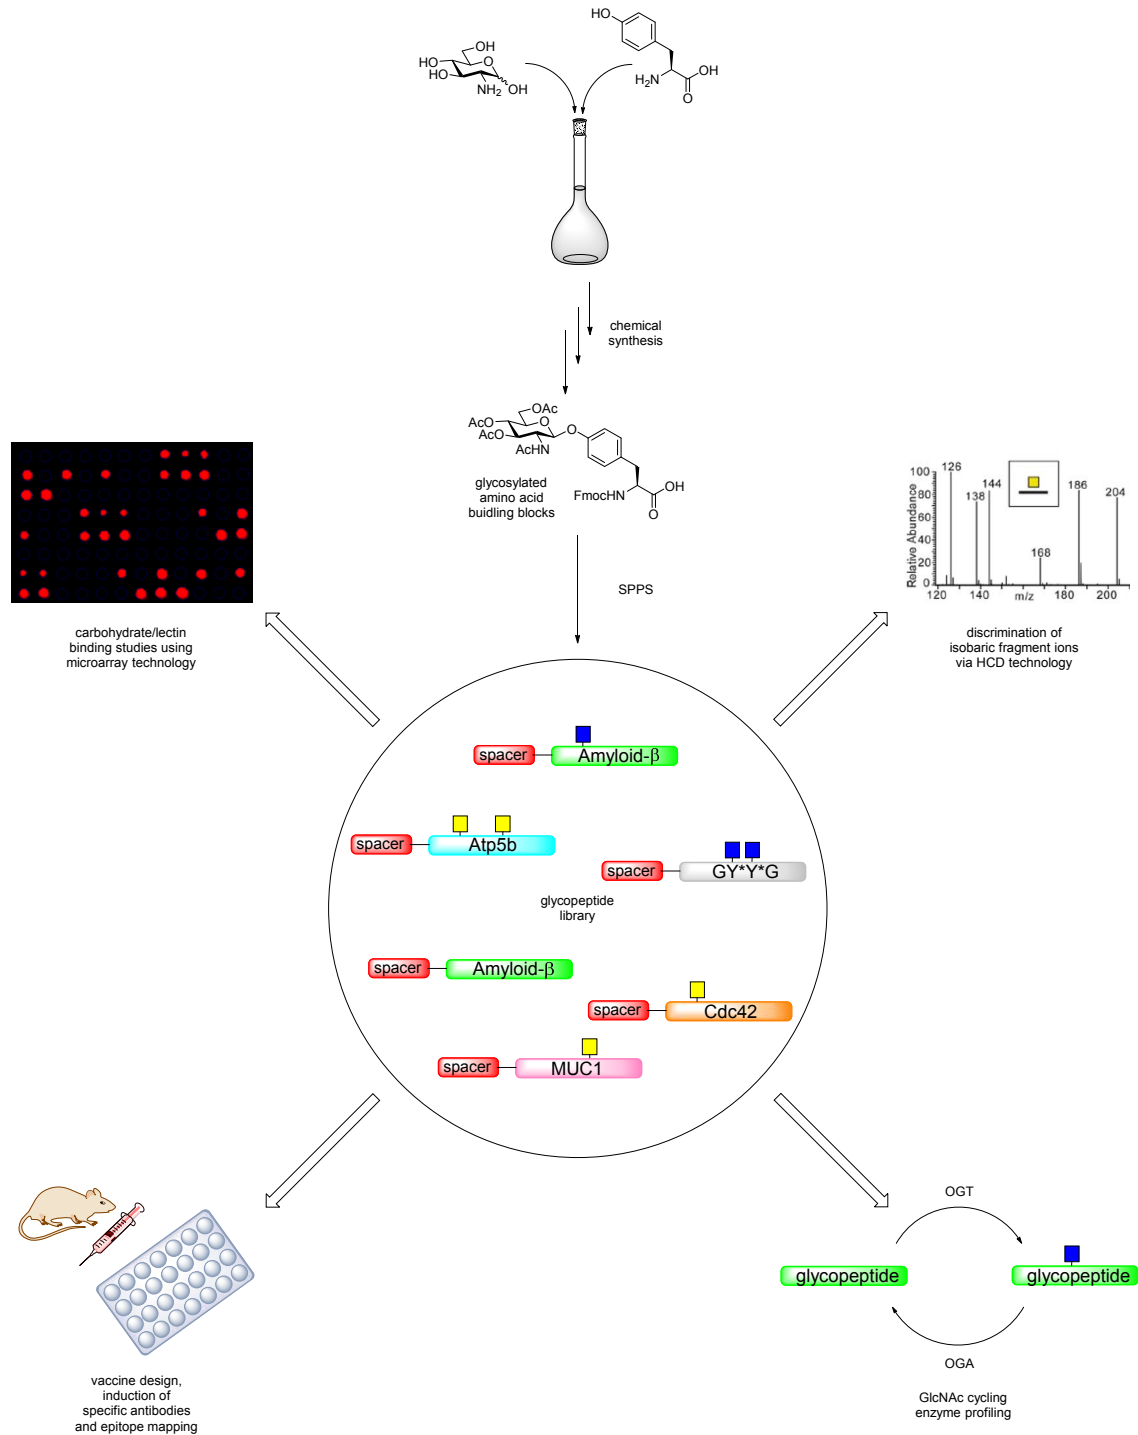 HO
OH
HO
HO
O
NH2
OH
H2N
OH
O
chemical
synthesis
OAc
AcO
AcO
O
AcHN
O
FmocHN
OH
O
glycosylated
amino acid
buidling blocks
SPPS
carbohydrate/lectin
binding studies using
microarray technology
Relative Abundance
100
80
60
40
20
0
126
138
144
168
186
204
120
140
m/z
180
200
discrimination of
isobaric fragment ions
via HCD technology
spacer
Amyloid-β
spacer
Atp5b
spacer
GY*Y*G
glycopeptide
library
spacer
Amyloid-β
spacer
Cdc42
spacer
MUC1
vaccine design,
induction of
specific antibodies
and epitope mapping
OGT
glycopeptide
glycopeptide
OGA
GlcNAc cycling
enzyme profiling